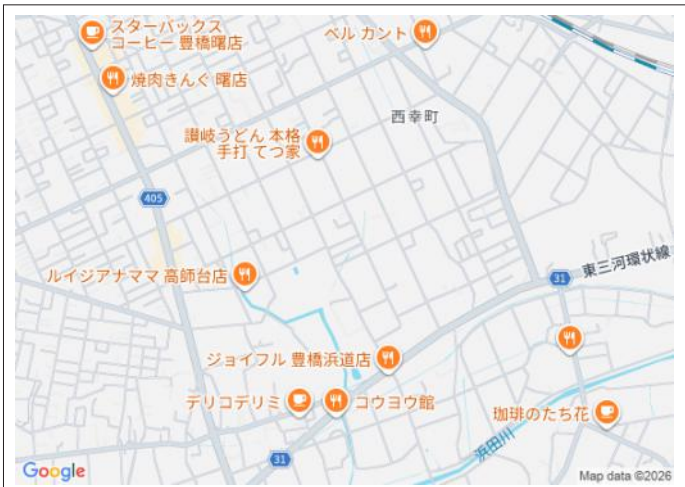 スターバックス
コーヒー 豊橋曙店
ベル カント
焼肉きんぐ 曙店
西幸町
讃岐うどん 本格
手打 てつ家
405
東三河環状線
31
ルイジアナママ 高師台店
ジョイフル 豊橋浜道店
デリコデリミ
コウヨウ館
珈琲のたち花
浜田川
31
Google
Map data ©2026